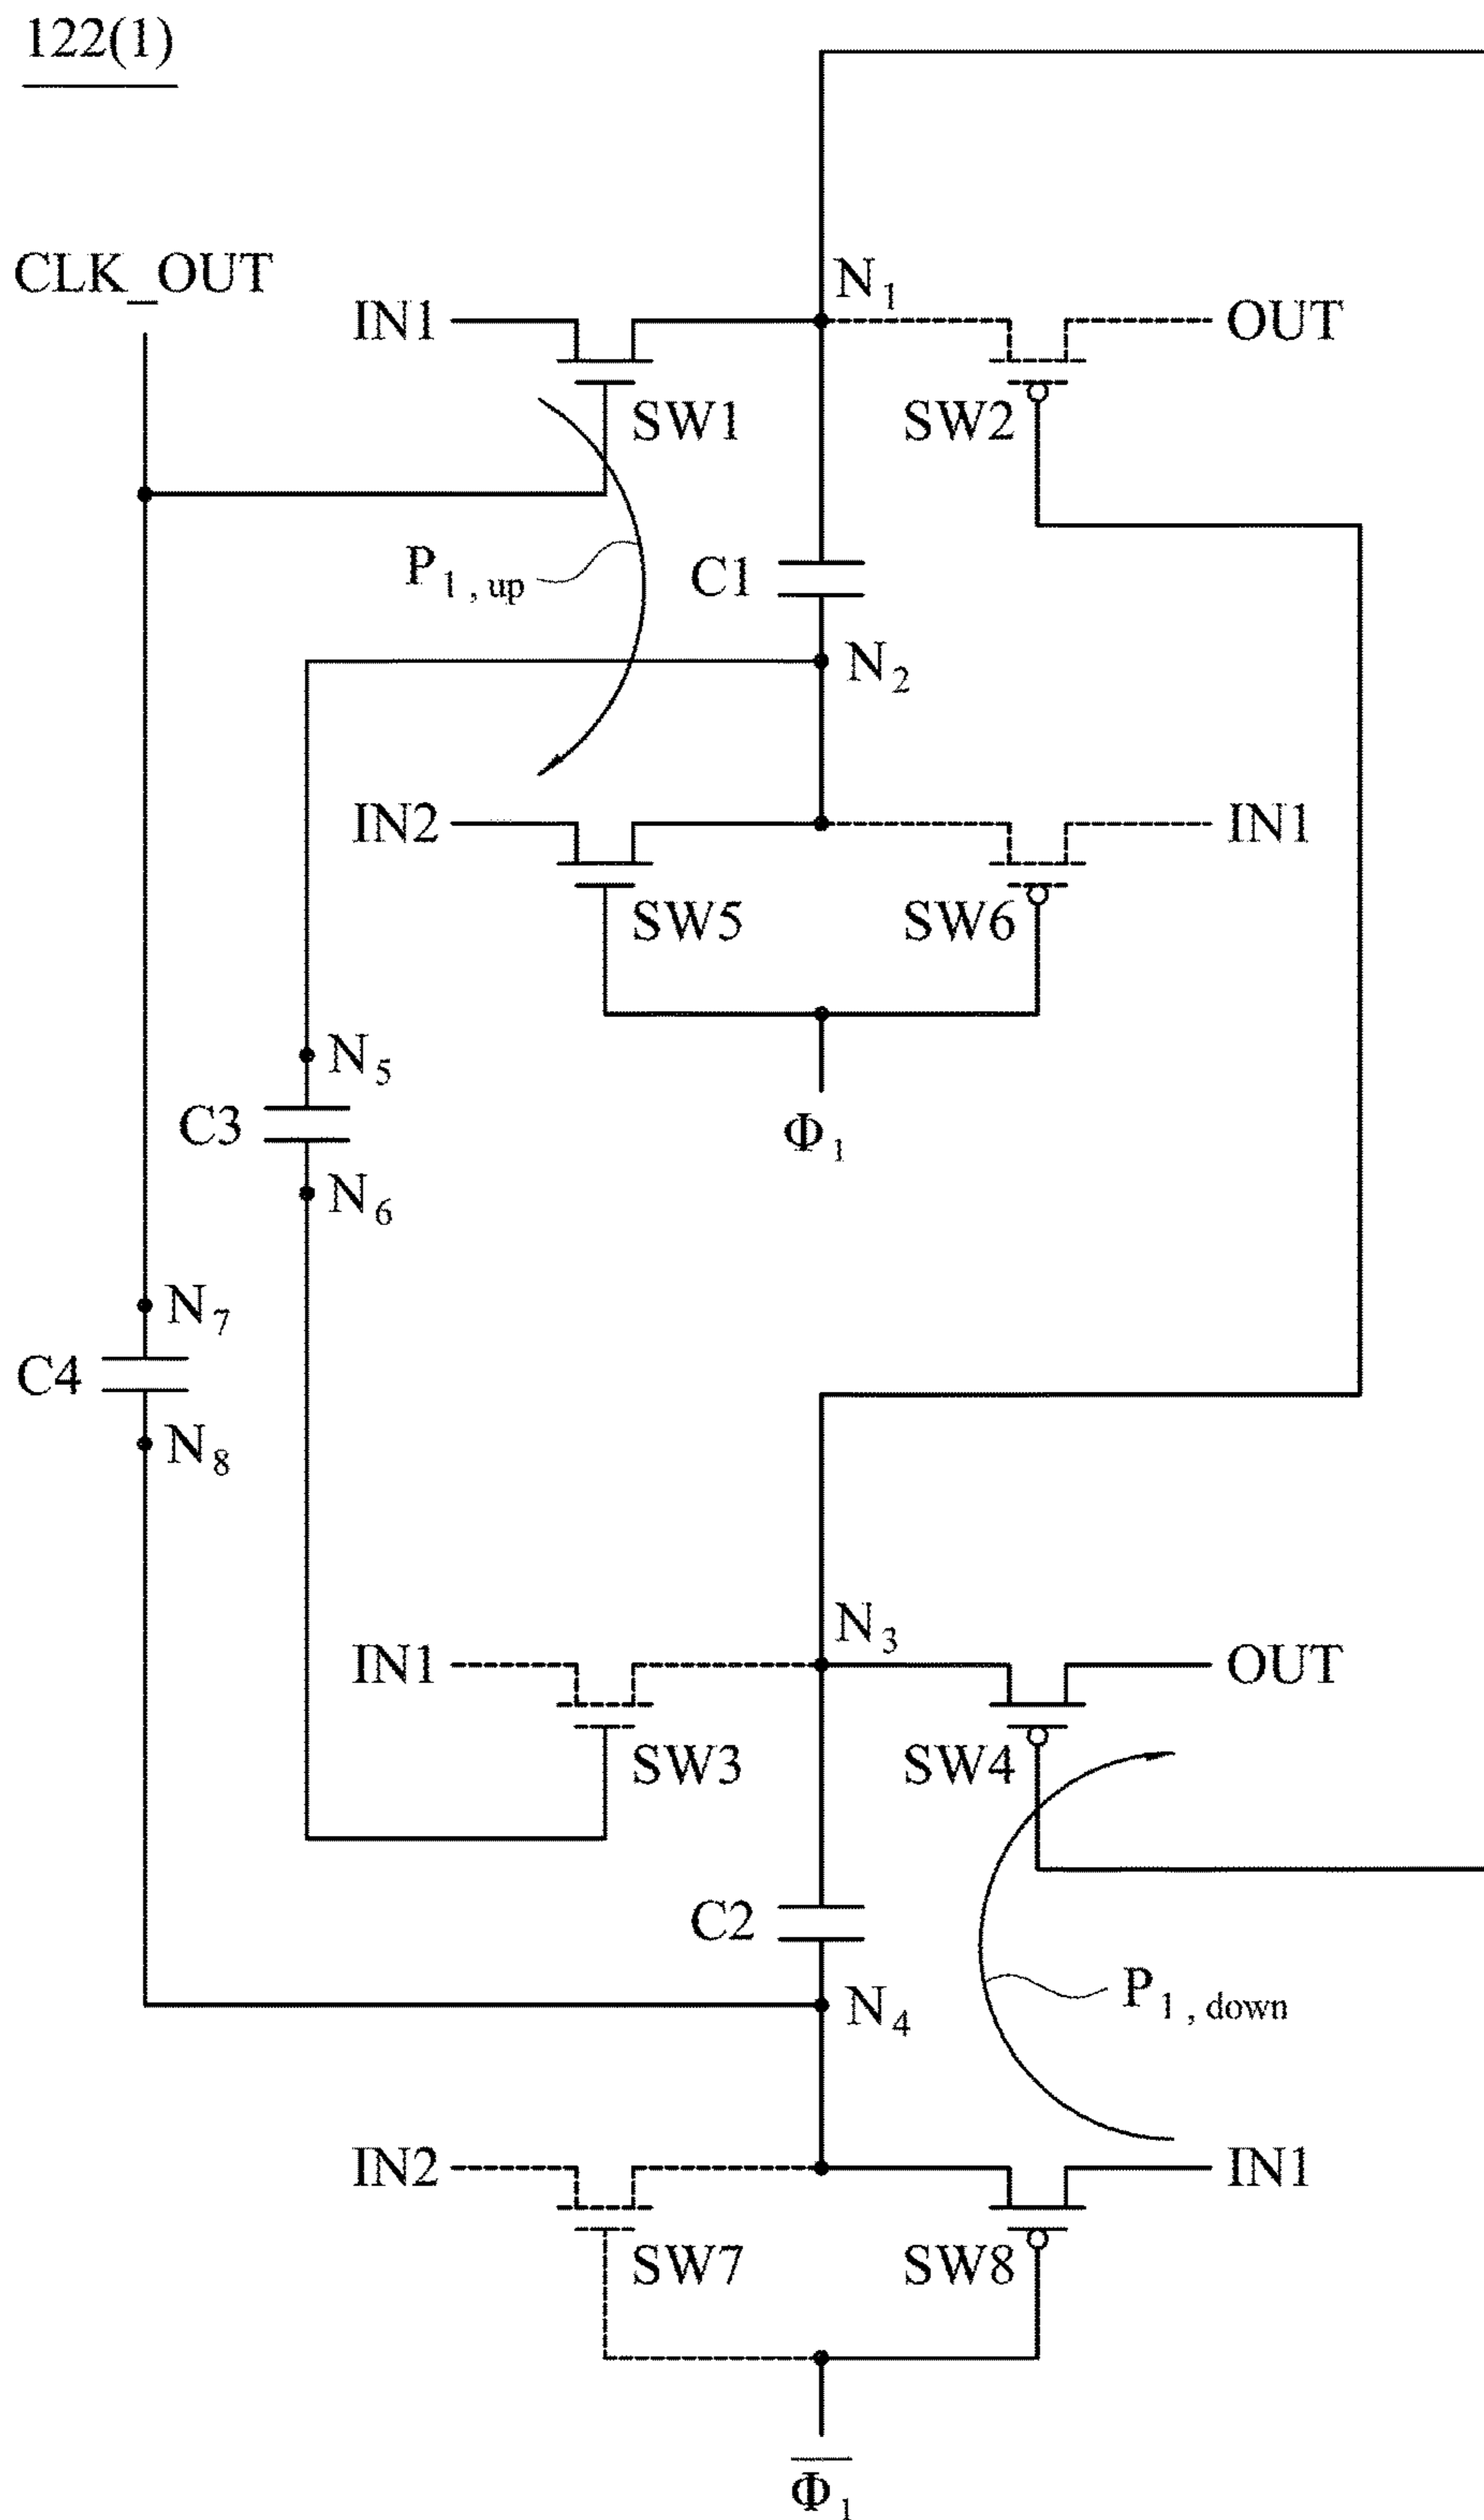 122(1)
CLK_OUT
N1
IN1
OUT
SW1
SW2
P1, up
C1
N2
IN2
IN1
SW5
SW6
N5
C3
Φ1
N6
N7
C4
N8
N3
IN1
OUT
SW3
SW4
C2
N4
P1, down
IN2
IN1
SW7
SW8
Φ̅1